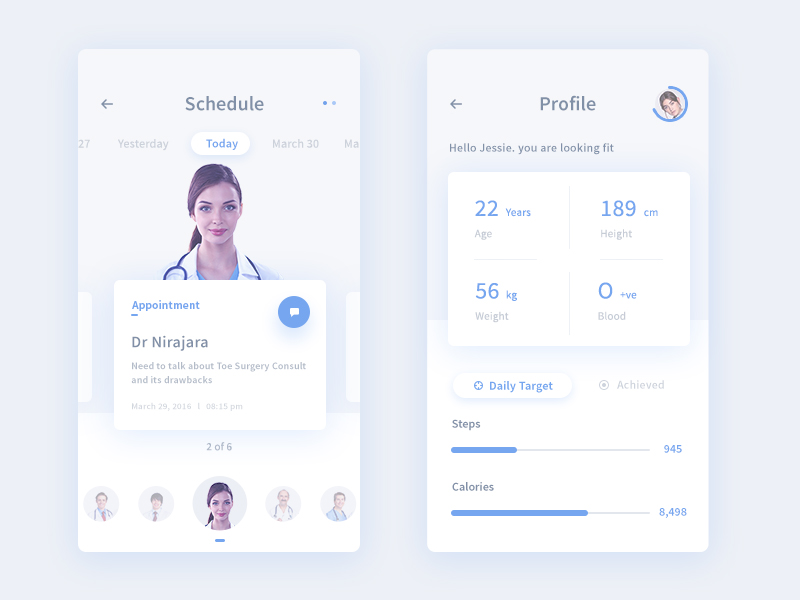 Schedule
27 Yesterday Today March 30 Ma
Appointment
Dr Nirajara
Need to talk about Toe Surgery Consult
and its drawbacks
March 29, 2016 | 06:15 pm
2 of 6
Profile
Hello Jessie. you are looking fit
22 Years
Age
189 cm
Height
56 kg
Weight
O +ve
Blood
Daily Target
Achieved
Steps
945
Calories
8,498